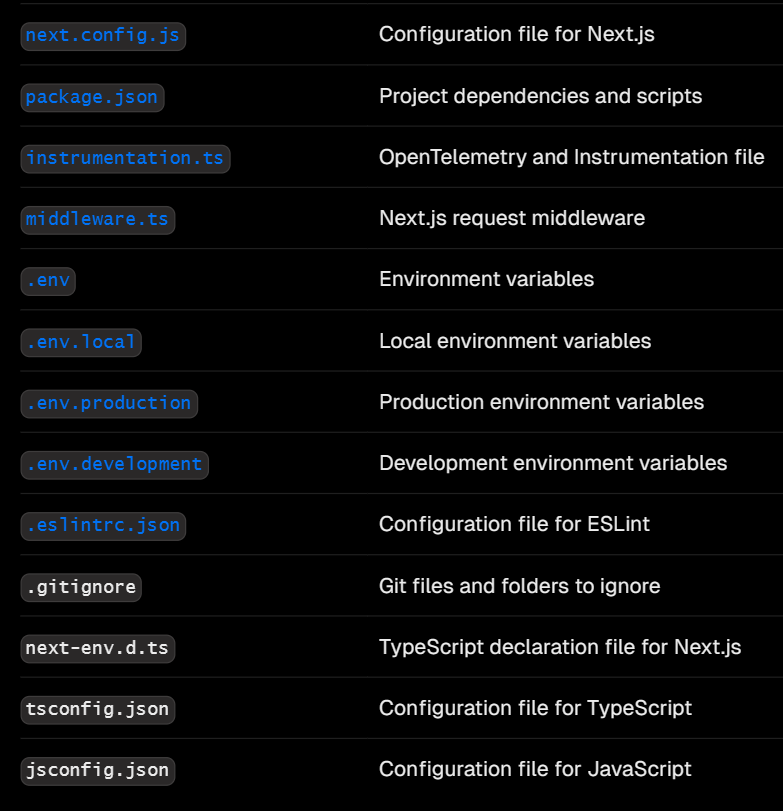 next.config.js Configuration file for Next.js
package.json Project dependencies and scripts
instrumentation.ts OpenTelemetry and Instrumentation file
middleware.ts Next.js request middleware
.env Environment variables
.env.local Local environment variables
.env.production Production environment variables
.env.development Development environment variables
.eslintrc.json Configuration file for ESLint
.gitignore Git files and folders to ignore
next-env.d.ts TypeScript declaration file for Next.js
tsconfig.json Configuration file for TypeScript
jsconfig.json Configuration file for JavaScript